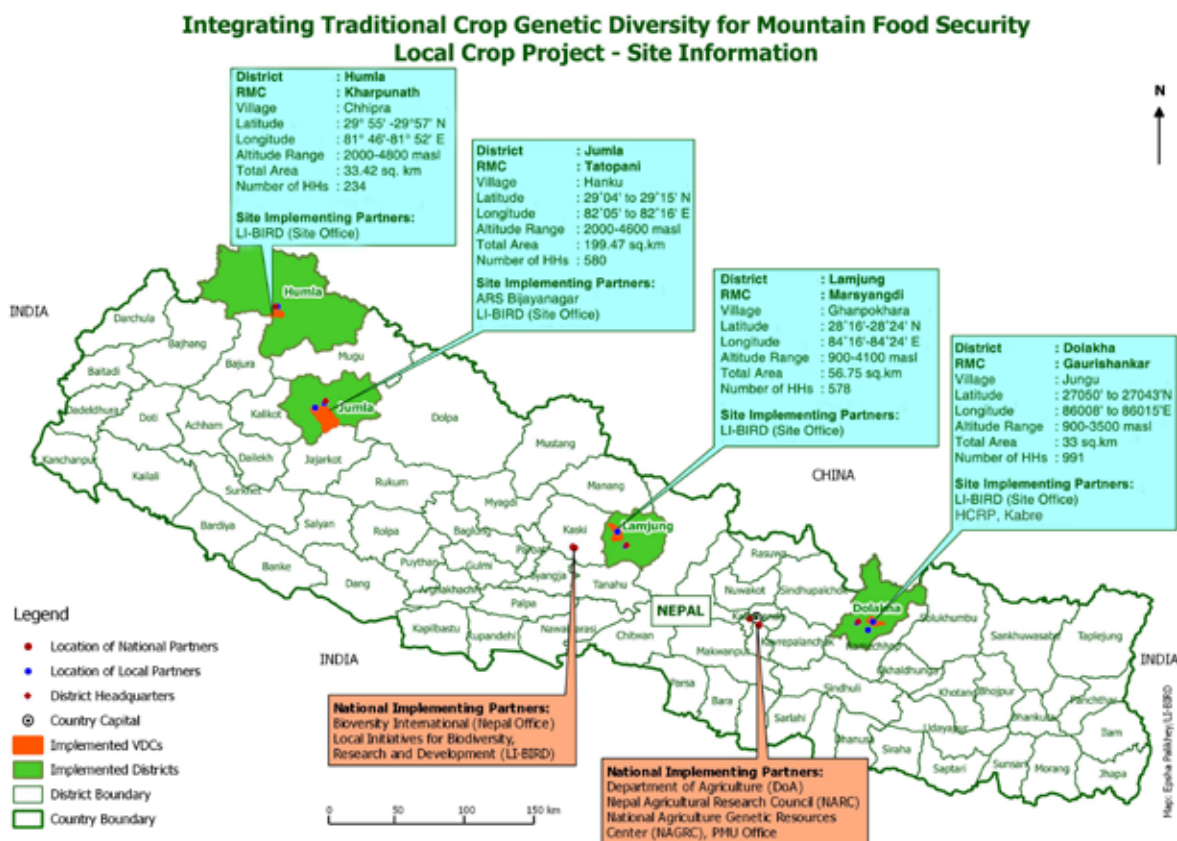 Integrating Traditional Crop Genetic Diversity for Mountain Food Security
Local Crop Project - Site Information
District : Humla
RMC : Kharpunath
Village : Chhipra
Latitude : 29° 55' -29°57' N
Longitude : 81° 46'-81° 52' E
Altitude Range : 2000-4800 masl
Total Area : 33.42 sq. km
Number of HHs : 234
Site Implementing Partners:
LI-BIRD (Site Office)
District : Jumla
RMC : Tatopani
Village : Hanku
Latitude : 29°04' to 29°15' N
Longitude : 82°05' to 82°16' E
Altitude Range : 2000-4600 masl
Total Area : 199.47 sq.km
Number of HHs : 580
Site Implementing Partners:
ARS Bijayanagar
LI-BIRD (Site Office)
District : Lamjung
RMC : Marsyangdi
Village : Ghanpokhara
Latitude : 28°16'-28°24' N
Longitude : 84°16'-84°24' E
Altitude Range : 900-4100 masl
Total Area : 56.75 sq.km
Number of HHs : 578
Site Implementing Partners:
LI-BIRD (Site Office)
District : Dolakha
RMC : Gaurishankar
Village : Jungu
Latitude : 27050' to 27043'N
Longitude : 86008' to 86015'E
Altitude Range : 900-3500 masl
Total Area : 33 sq.km
Number of HHs : 991
Site Implementing Partners:
LI-BIRD (Site Office)
HCRP, Kabre
N
INDIA
CHINA
NEPAL
INDIA
INDIA
Humla
Darchula
Bajhang
Bajura
Mugu
Baitadi
Dadeldhura
Doti
Achham
Kalikot
Jumla
Dolpa
Kanchanpur
Kailali
Dailekh
Jajarkot
Mustang
Surkhet
Rukum
Manang
Bardiya
Salyan
Rolpa
Myagdi
Baglung
Kaski
Lamjung
Banke
Dang
Puythan
Gulmi
Parbat
Syangja
Tanahu
Rasuwa
Nuwakot
Sindhupalchok
Dolakha
Solukhumbu
Sankhuwasabha
Taplejung
Kapilbastu
Rupandehi
Palpa
Chitwan
Makwanpur
Ramechhap
Okhaldhunga
Khotang
Bhojpur
Panchthar
Parsa
Bara
Sarlahi
Sindhuli
Udayapur
Dhankuta
Ilam
Siraha
Saptari
Sunsari
Morang
Jhapa
Legend
Location of National Partners
Location of Local Partners
District Headquarters
Country Capital
Implemented VDCs
Implemented Districts
District Boundary
Country Boundary
0 50 100 150 km
National Implementing Partners:
Bioversity International (Nepal Office)
Local Initiatives for Biodiversity,
Research and Development (LI-BIRD)
National Implementing Partners:
Department of Agriculture (DoA)
Nepal Agricultural Research Council (NARC)
National Agriculture Genetic Resources
Center (NAGRC), PMU Office
Map: Epsha Palikhey/LI-BIRD